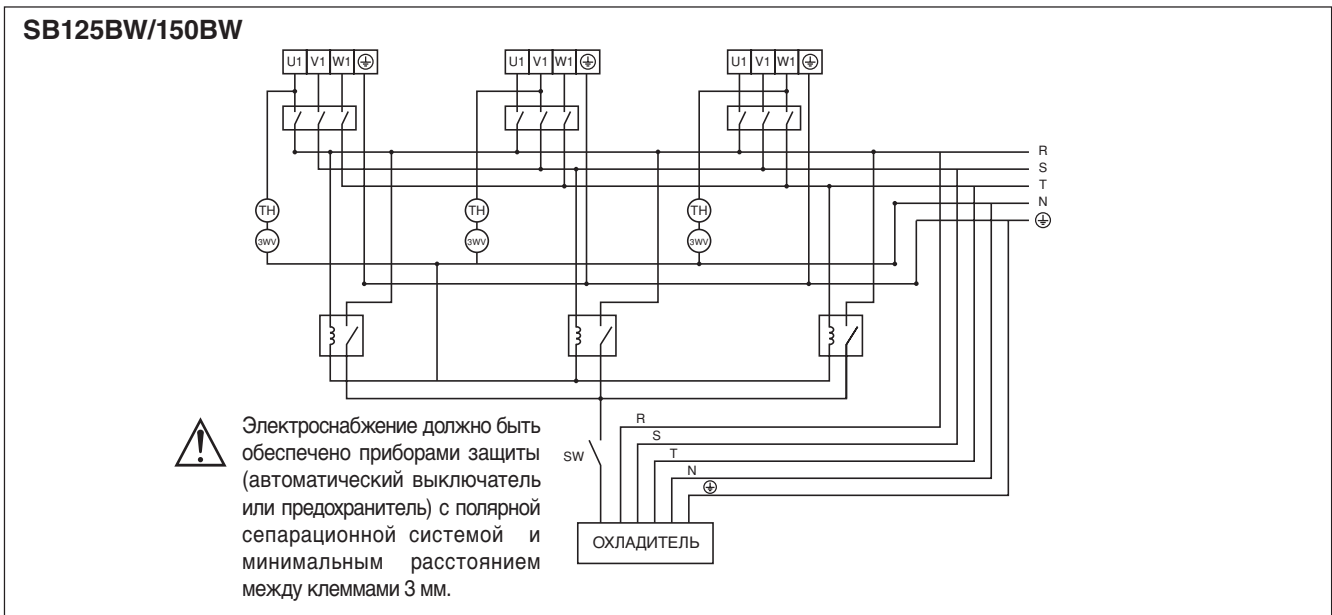 SB125BW/150BW
U1 V1 W1
U1 V1 W1
U1 V1 W1
R
S
T
N
TH
TH
TH
3WV
3WV
3WV
Электроснабжение должно быть
обеспечено приборами защиты
(автоматический выключатель
или предохранитель) с полярной
сепарационной системой и
минимальным расстоянием
между клеммами 3 мм.
SW
R
S
T
N
ОХЛАДИТЕЛЬ